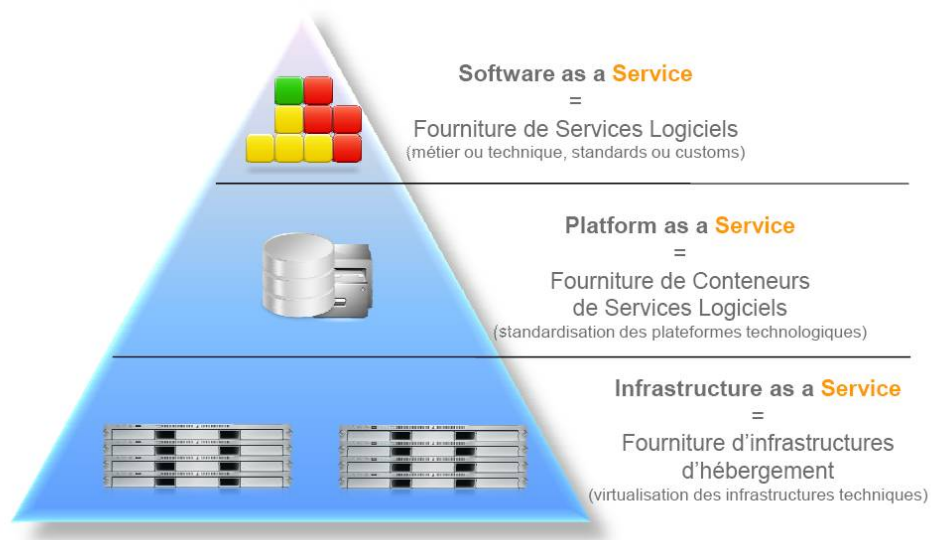 Software as a Service
=
Fourniture de Services Logiciels
(métier ou technique, standards ou customs)
Platform as a Service
=
Fourniture de Conteneurs
de Services Logiciels
(standardisation des plateformes technologiques)
Infrastructure as a Service
=
Fourniture d’infrastructures
d’hébergement
(virtualisation des infrastructures techniques)